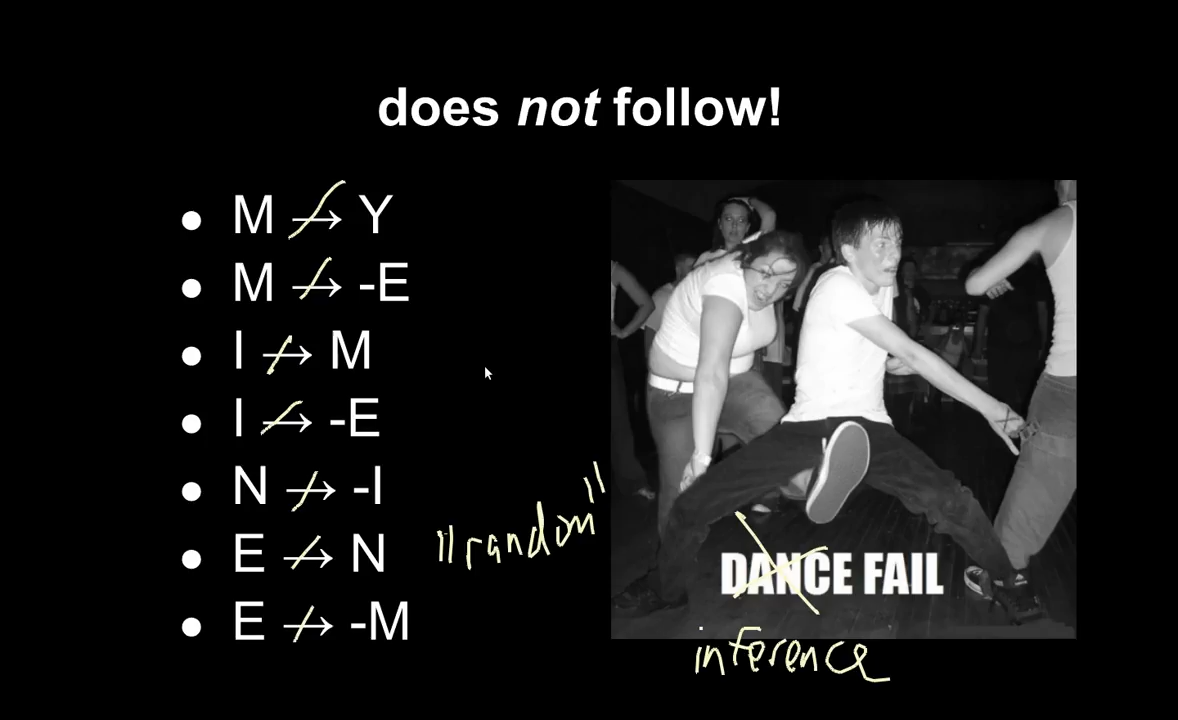 does not follow!
• M ↛ Y
• M ↛ -E
• I ↛ M
• I ↛ -E
• N ↛ -I
• E ↛ N
• E ↛ -M
"random"
DANCE FAIL
inference